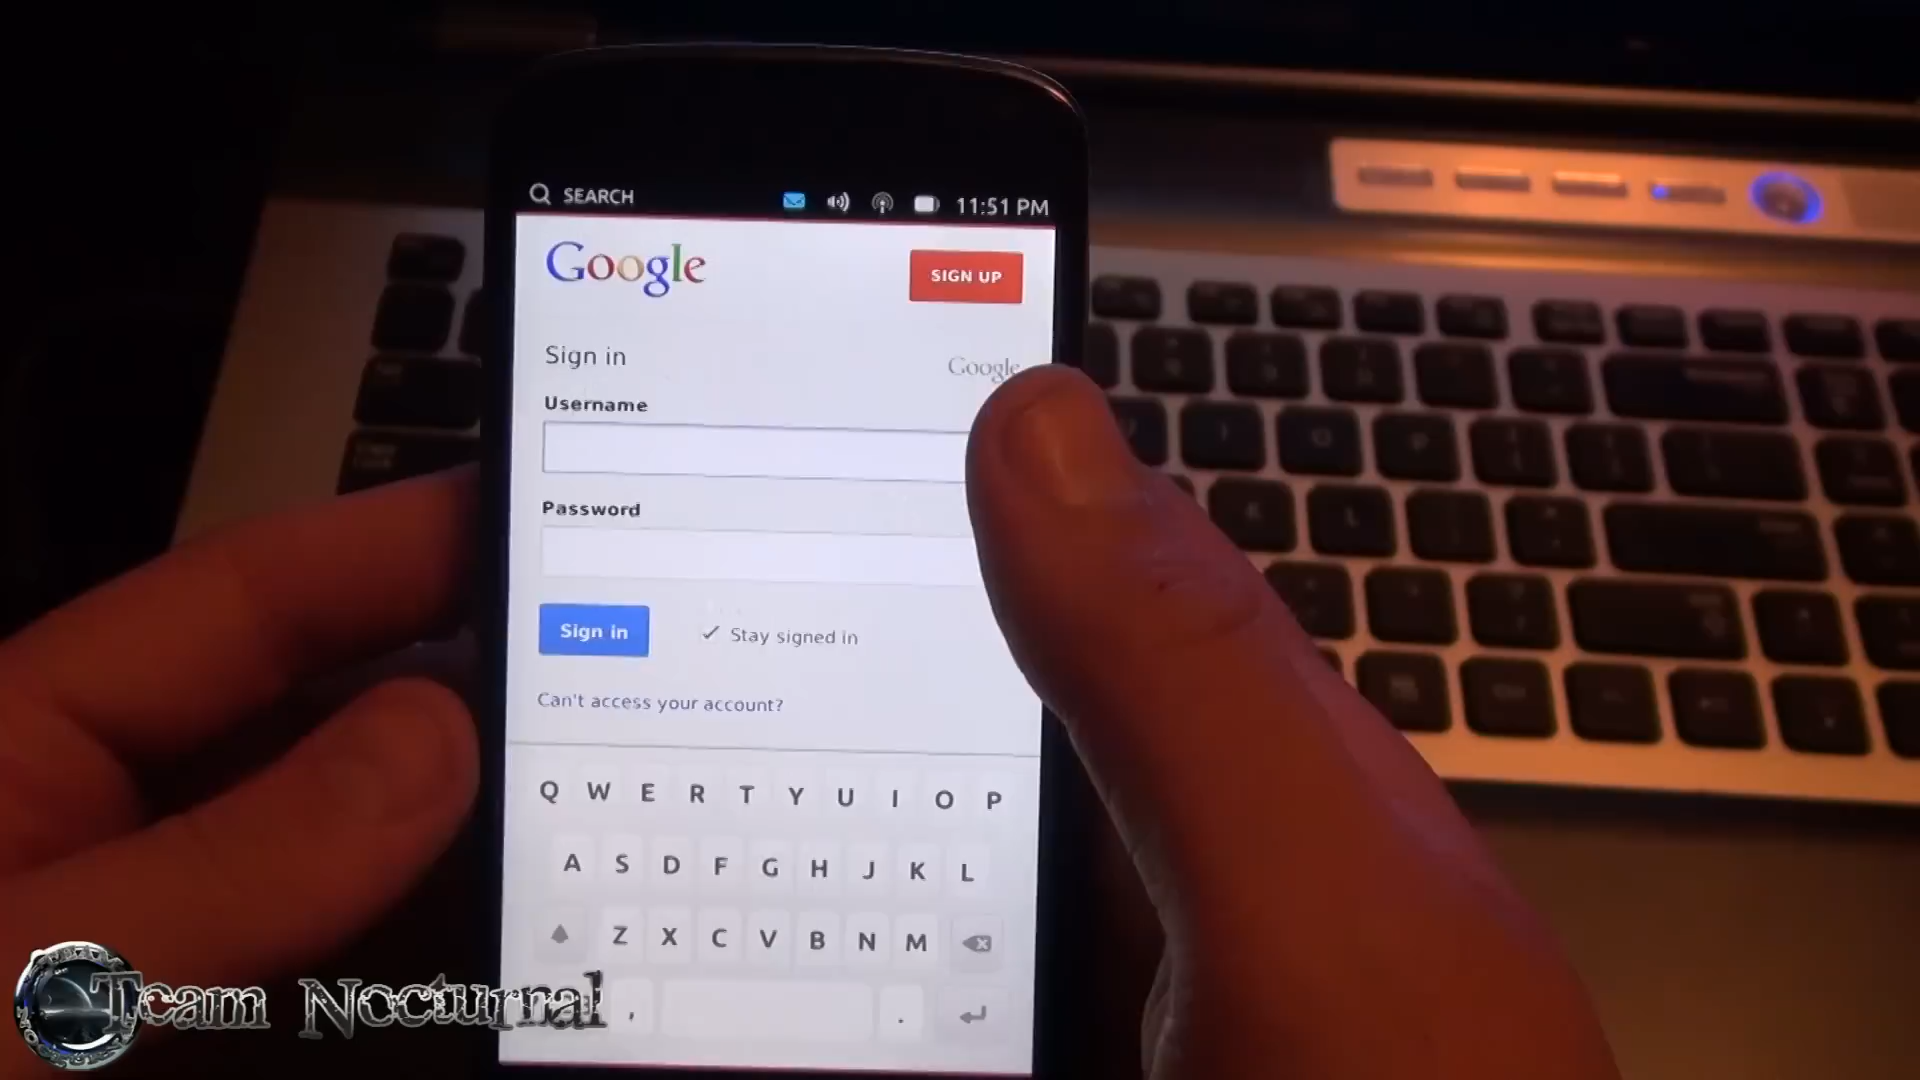 SEARCH 11:51 PM
Google SIGN UP
Sign in Google
Username
Password
Sign in Stay signed in
Can't access your account?
Q W E R T Y U I O P
A S D F G H J K L
Z X C V B N M
, .
Team Nocturnal